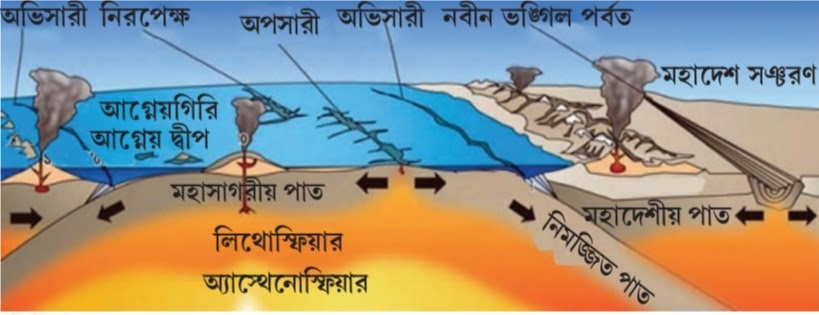 অভিসারী নিরপেক্ষ অপসারী অভিসারী নবীন ভঙ্গিল পর্বত
মহাদেশ সঞ্চরণ
আগ্নেয়গিরি
আগ্নেয় দ্বীপ
মহাসাগরীয় পাত
মহাদেশীয় পাত
নিমজ্জিত পাত
লিথোস্ফিয়ার
অ্যাস্থেনোস্ফিয়ার